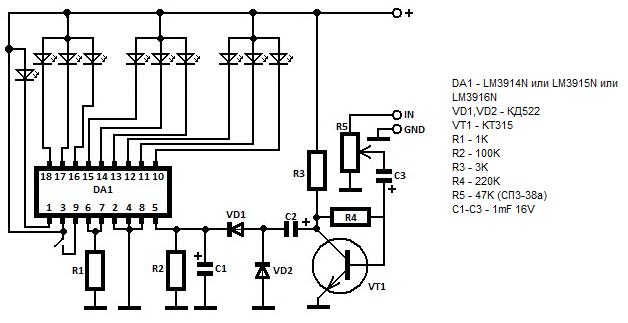 +
IN
GND
R5
C3
R3
R4
18 17 16 15 14 13 12 11 10
DA1
1 3 9 6 7 2 4 8 5
VD1
C2
+
+
+
R1
R2
C1
VD2
VT1
DA1 - LM3914N или LM3915N или
LM3916N
VD1,VD2 - КД522
VT1 - КТ315
R1 - 1K
R2 - 100K
R3 - 3K
R4 - 220K
R5 - 47K (СП3-38а)
C1-C3 - 1mF 16V